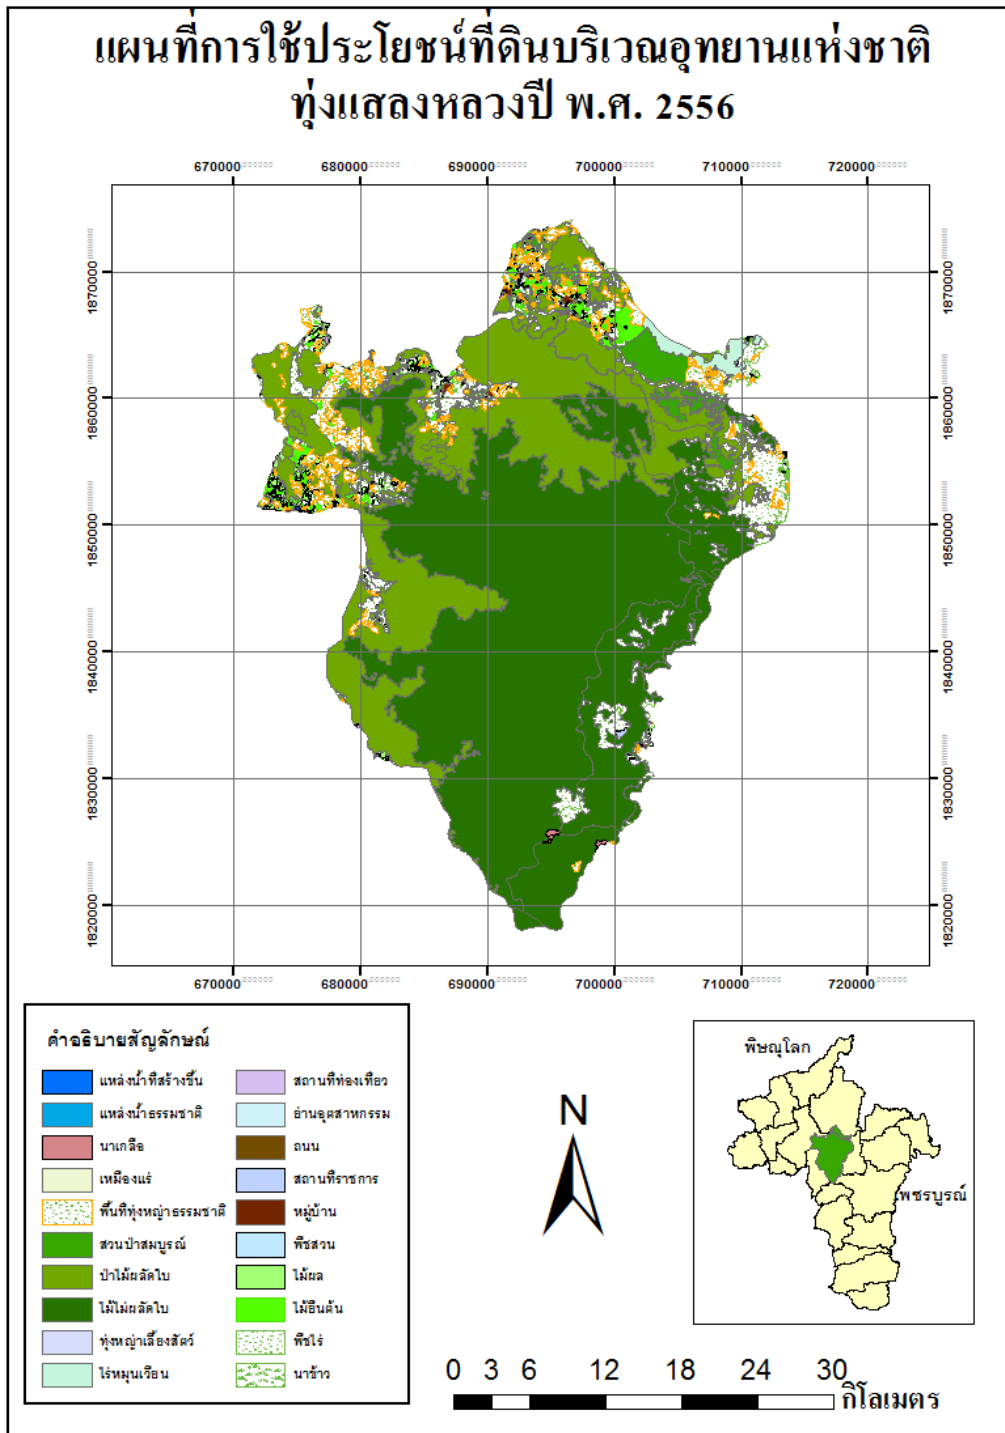 แผนที่การใช้ประโยชน์ที่ดินบริเวณอุทยานแห่งชาติ
ทุ่งแสลงหลวงปี พ.ศ. 2556
670000 680000 690000 700000 710000 720000
1870000 1870000
1860000 1860000
1850000 1850000
1840000 1840000
1830000 1830000
1820000 1820000
670000 680000 690000 700000 710000 720000
คำอธิบายสัญลักษณ์
แหล่งน้ำที่สร้างขึ้น
แหล่งน้ำธรรมชาติ
นาเกลือ
เหมืองแร่
พื้นที่ทุ่งหญ้าธรรมชาติ
สวนป่าสมบูรณ์
ป่าไม้ผลัดใบ
ไม้ไม่ผลัดใบ
ทุ่งหญ้าเลี้ยงสัตว์
ไร่หมุนเวียน
สถานที่ท่องเที่ยว
ย่านอุตสาหกรรม
ถนน
สถานที่ราชการ
หมู่บ้าน
พืชสวน
ไม้ผล
ไม้ยืนต้น
พืชไร่
นาข้าว
N
พิษณุโลก
เพชรบูรณ์
0 3 6 12 18 24 30
กิโลเมตร